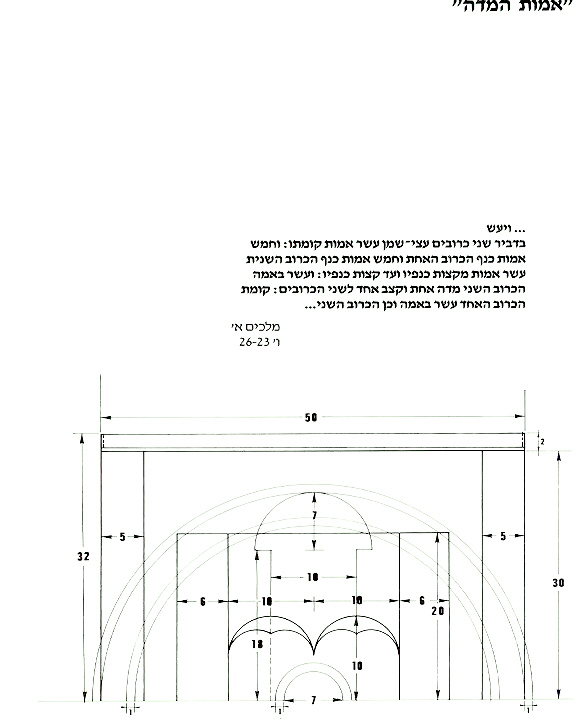 "אמות המדה"
... ויעש
בדביר שני כרובים עצי־שמן עשר אמות קומתו: וחמש
אמות כנף הכרוב האחת וחמש אמות כנף הכרוב השנית
עשר אמות מקצות כנפיו ועד קצות כנפיו: ועשר באמה
הכרוב השני מדה אחת וקצב אחד לשני הכרובים: קומת
הכרוב האחד עשר באמה וכן הכרוב השני...
מלכים א׳
ו׳ 26-23
50
2
7
5
5
32
10
30
6
10
10
6
20
18
10
7
1
1
1